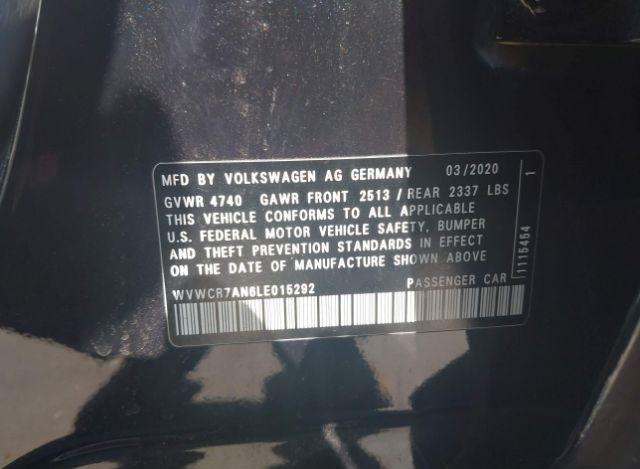 MFD BY VOLKSWAGEN AG GERMANY 03/2020
GVWR 4740 GAWR FRONT 2513 / REAR 2337 LBS
THIS VEHICLE CONFORMS TO ALL APPLICABLE
U.S. FEDERAL MOTOR VEHICLE SAFETY, BUMPER
AND THEFT PREVENTION STANDARDS IN EFFECT
ON THE DATE OF MANUFACTURE SHOWN ABOVE
WVWCR7AN6LE015292 PASSENGER CAR
1115454 1